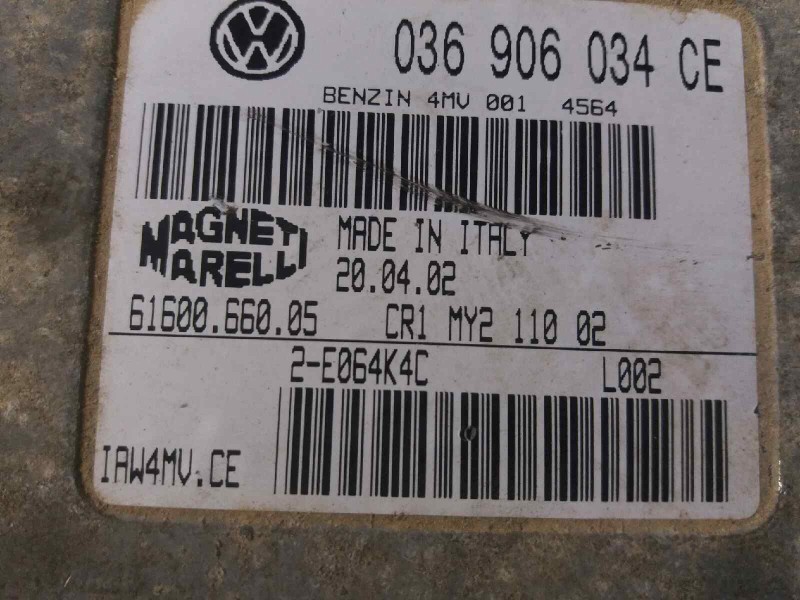 036 906 034 CE
BENZIN 4MV 001 4564
MAGNETI MARELLI
MADE IN ITALY
20.04.02
61600.660.05 CR1 MY2 110 02
2-E064K4C L002
IAW4MV.CE